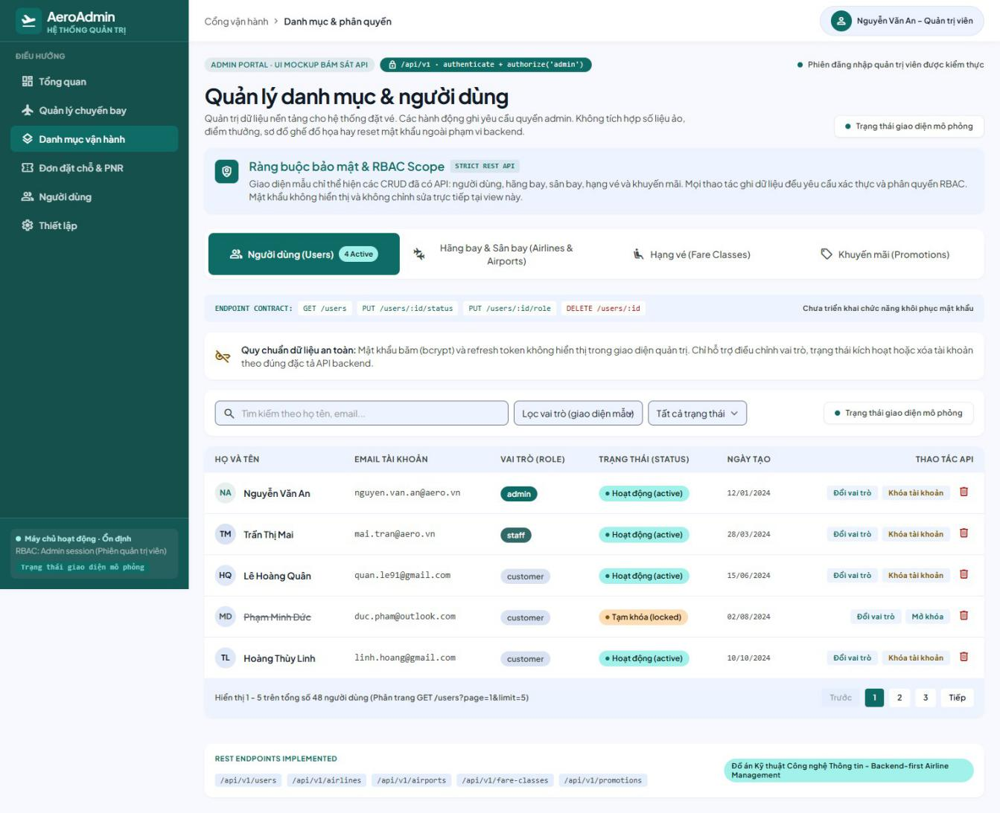 AeroAdmin
HỆ THỐNG QUẢN TRỊ
ĐIỀU HƯỚNG
Tổng quan
Quản lý chuyến bay
Danh mục vận hành
Đơn đặt chỗ & PNR
Người dùng
Thiết lập
Máy chủ hoạt động · Ổn định
RBAC: Admin session (Phiên quản trị viên)
Trạng thái giao diện mô phỏng
Cổng vận hành > Danh mục & phân quyền
Nguyễn Văn An – Quản trị viên
ADMIN PORTAL · UI MOCKUP BÁM SÁT API
/api/v1 · authenticate + authorize('admin')
Phiên đăng nhập quản trị viên được kiểm thực
Quản lý danh mục & người dùng
Quản trị dữ liệu nền tảng cho hệ thống đặt vé. Các hành động ghi yêu cầu quyền admin. Không tích hợp số liệu ảo,
điểm thưởng, sơ đồ ghế đồ họa hay reset mật khẩu ngoài phạm vi backend.
Trạng thái giao diện mô phỏng
Ràng buộc bảo mật & RBAC Scope STRICT REST API
Giao diện mẫu chỉ thể hiện các CRUD đã có API: người dùng, hãng bay, sân bay, hạng vé và khuyến mãi. Mọi thao tác ghi dữ liệu đều yêu cầu xác thực và phân quyền RBAC.
Mật khẩu không hiển thị và không chỉnh sửa trực tiếp tại view này.
Người dùng (Users) 4 Active
Hãng bay & Sân bay (Airlines &
Airports)
Hạng vé (Fare Classes)
Khuyến mãi (Promotions)
ENDPOINT CONTRACT: GET /users PUT /users/:id/status PUT /users/:id/role DELETE /users/:id
Chưa triển khai chức năng khôi phục mật khẩu
Quy chuẩn dữ liệu an toàn: Mật khẩu băm (bcrypt) và refresh token không hiển thị trong giao diện quản trị. Chỉ hỗ trợ điều chỉnh vai trò, trạng thái kích hoạt hoặc xóa tài khoản
theo đúng đặc tả API backend.
Tìm kiếm theo họ tên, email...
Lọc vai trò (giao diện mẫu)
Tất cả trạng thái
Trạng thái giao diện mô phỏng
HỌ VÀ TÊN EMAIL TÀI KHOẢN VAI TRÒ (ROLE) TRẠNG THÁI (STATUS) NGÀY TẠO THAO TÁC API
NA Nguyễn Văn An nguyen.van.an@aero.vn admin Hoạt động (active) 12/01/2024 Đổi vai trò Khóa tài khoản
TM Trần Thị Mai mai.tran@aero.vn staff Hoạt động (active) 28/03/2024 Đổi vai trò Khóa tài khoản
HQ Lê Hoàng Quân quan.le91@gmail.com customer Hoạt động (active) 15/06/2024 Đổi vai trò Khóa tài khoản
MD Phạm Minh Đức duc.pham@outlook.com customer Tạm khóa (locked) 02/08/2024 Đổi vai trò Mở khóa
TL Hoàng Thùy Linh linh.hoang@gmail.com customer Hoạt động (active) 10/10/2024 Đổi vai trò Khóa tài khoản
Hiển thị 1 - 5 trên tổng số 48 người dùng (Phân trang GET /users?page=1&limit=5)
Trước 1 2 3 Tiếp
REST ENDPOINTS IMPLEMENTED
/api/v1/users /api/v1/airlines /api/v1/airports /api/v1/fare-classes /api/v1/promotions
Đồ án Kỹ thuật Công nghệ Thông tin - Backend-first Airline
Management